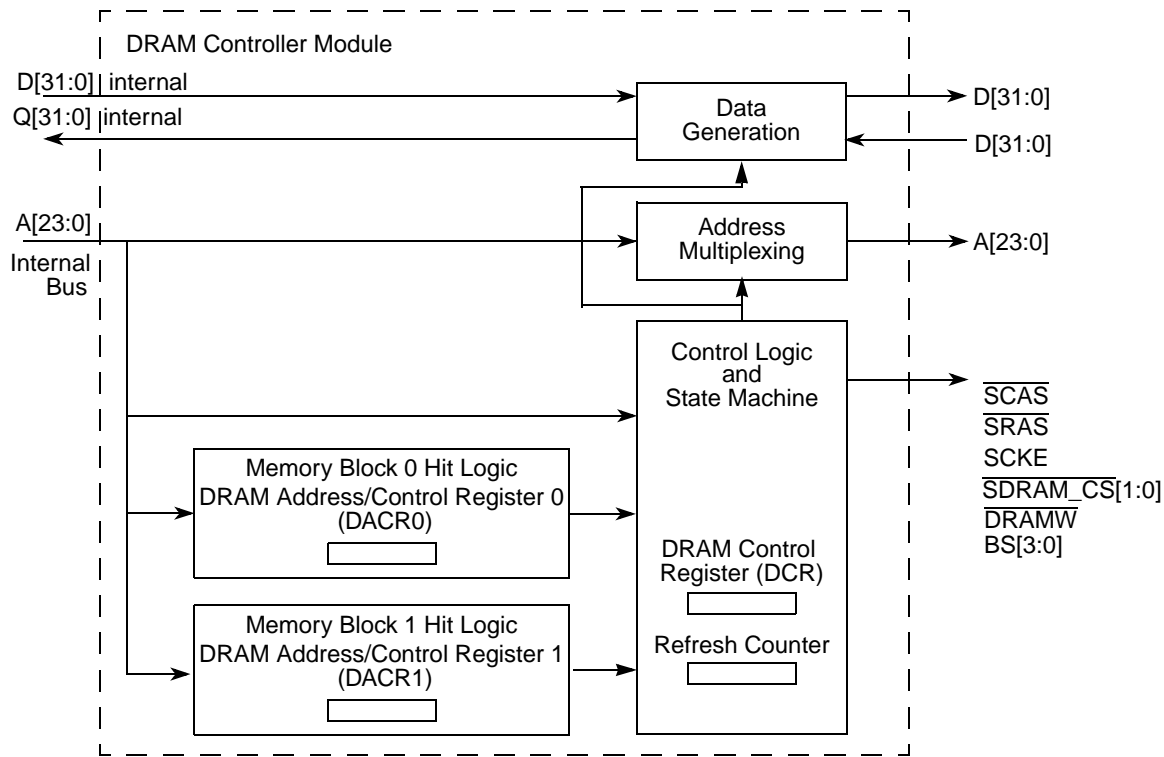 DRAM Controller Module
D[31:0] internal
Q[31:0] internal
Data
Generation
D[31:0]
D[31:0]
A[23:0]
Internal
Bus
Address
Multiplexing
A[23:0]
Control Logic
and
State Machine
SCAS
SRAS
SCKE
SDRAM_CS[1:0]
DRAMW
BS[3:0]
Memory Block 0 Hit Logic
DRAM Address/Control Register 0
(DACR0)
DRAM Control
Register (DCR)
Memory Block 1 Hit Logic
DRAM Address/Control Register 1
(DACR1)
Refresh Counter